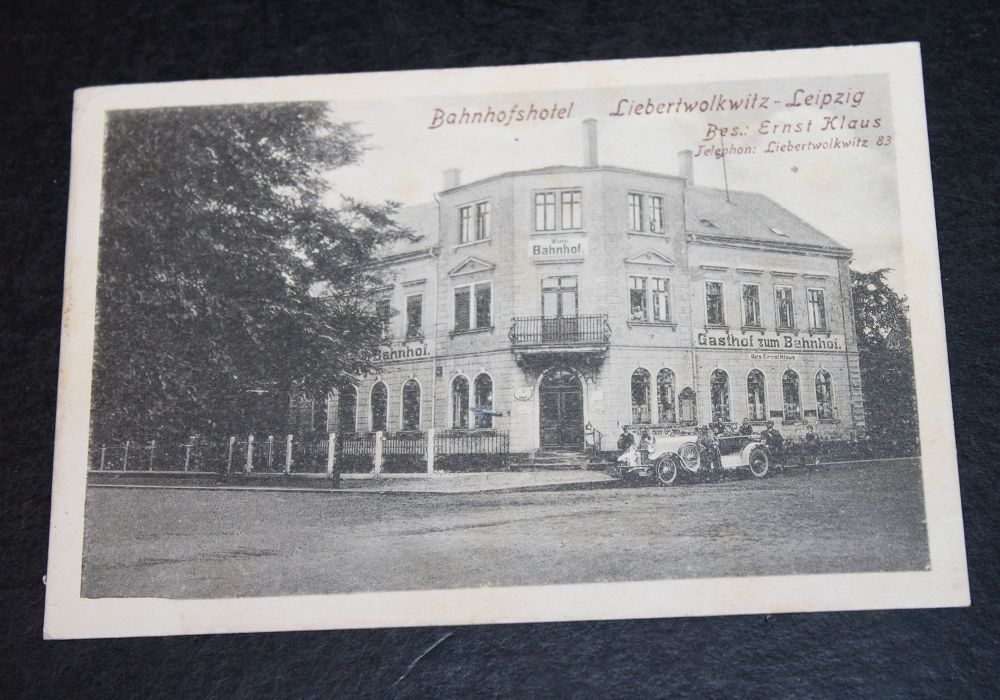 Bahnhofshotel Liebertwolkwitz-Leipzig
Bes.: Ernst Klaus
Telephon: Liebertwolkwitz 83
*
Bahnhof.
Bahnhof.
Gasthof zum Bahnhof.
Bes. Ernst Klaus